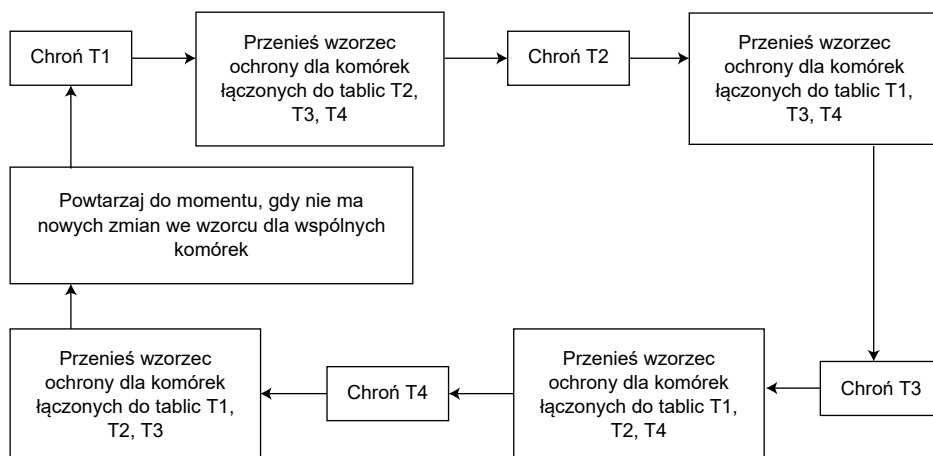 Chroń T1
Przenieś wzorzec
ochrony dla komórek
łączonych do tablic T2,
T3, T4
Chroń T2
Przenieś wzorzec
ochrony dla komórek
łączonych do tablic T1,
T3, T4
Powtarzaj do momentu, gdy nie ma
nowych zmian we wzorcu dla wspólnych
komórek
Przenieś wzorzec
ochrony dla komórek
łączonych do tablic T1,
T2, T3
Chroń T4
Przenieś wzorzec
ochrony dla komórek
łączonych do tablic T1,
T2, T4
Chroń T3